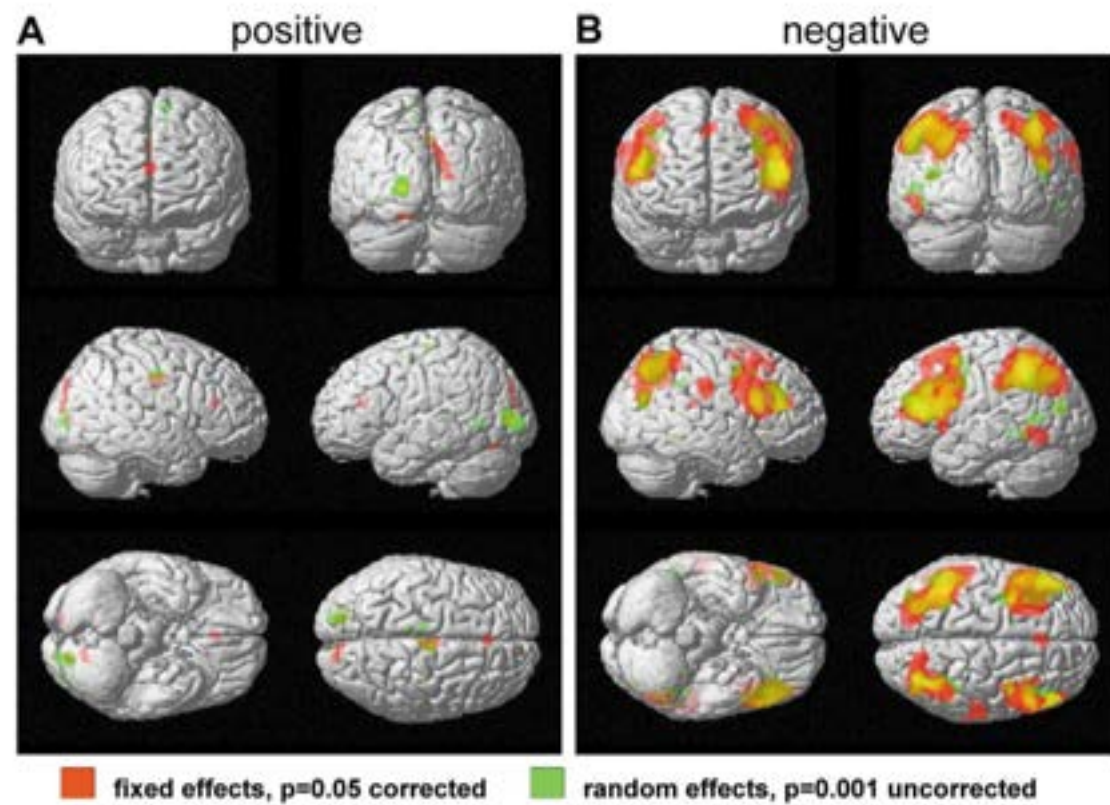 A positive
B negative
fixed effects, p=0.05 corrected
random effects, p=0.001 uncorrected